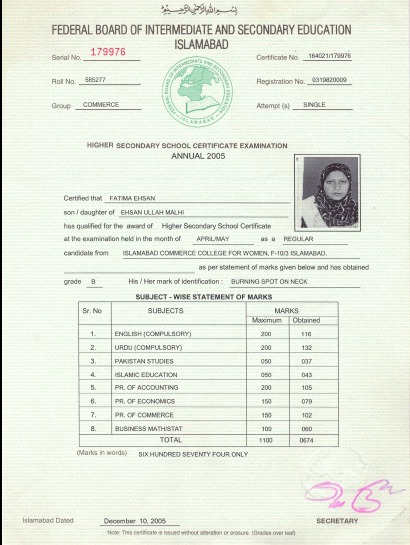 بسم الله الرحمن الرحيم
FEDERAL BOARD OF INTERMEDIATE AND SECONDARY EDUCATION
ISLAMABAD
Serial No. 179976
Certificate No. 164021/179976
Roll No. 585277
Registration No. 0319820009
Group COMMERCE
Attempt (s) SINGLE
FEDERAL BOARD OF INTERMEDIATE AND SECONDARY EDUCATION
ISLAMABAD
HIGHER SECONDARY SCHOOL CERTIFICATE EXAMINATION
ANNUAL 2005
Certified that FATIMA EHSAN
son / daughter of EHSAN ULLAH MALHI
has qualified for the award of Higher Secondary School Certificate
at the examination held in the month of APRIL/MAY as a REGULAR
candidate from ISLAMABAD COMMERCE COLLEGE FOR WOMEN, F-10/3 ISLAMABAD.
as per statement of marks given below and has obtained
grade B His / Her mark of identification : BURNING SPOT ON NECK
SUBJECT - WISE STATEMENT OF MARKS
Sr. No SUBJECTS MARKS
Maximum Obtained
1. ENGLISH (COMPULSORY) 200 116
2. URDU (COMPULSORY) 200 132
3. PAKISTAN STUDIES 050 037
4. ISLAMIC EDUCATION 050 043
5. PR. OF ACCOUNTING 200 105
6. PR. OF ECONOMICS 150 079
7. PR. OF COMMERCE 150 102
8. BUSINESS MATH/STAT 100 060
TOTAL 1100 0674
(Marks in words) SIX HUNDRED SEVENTY FOUR ONLY
Islamabad Dated December 10, 2005
SECRETARY
Note: This certificate is issued without alteration or erasure. (Grades over leaf)